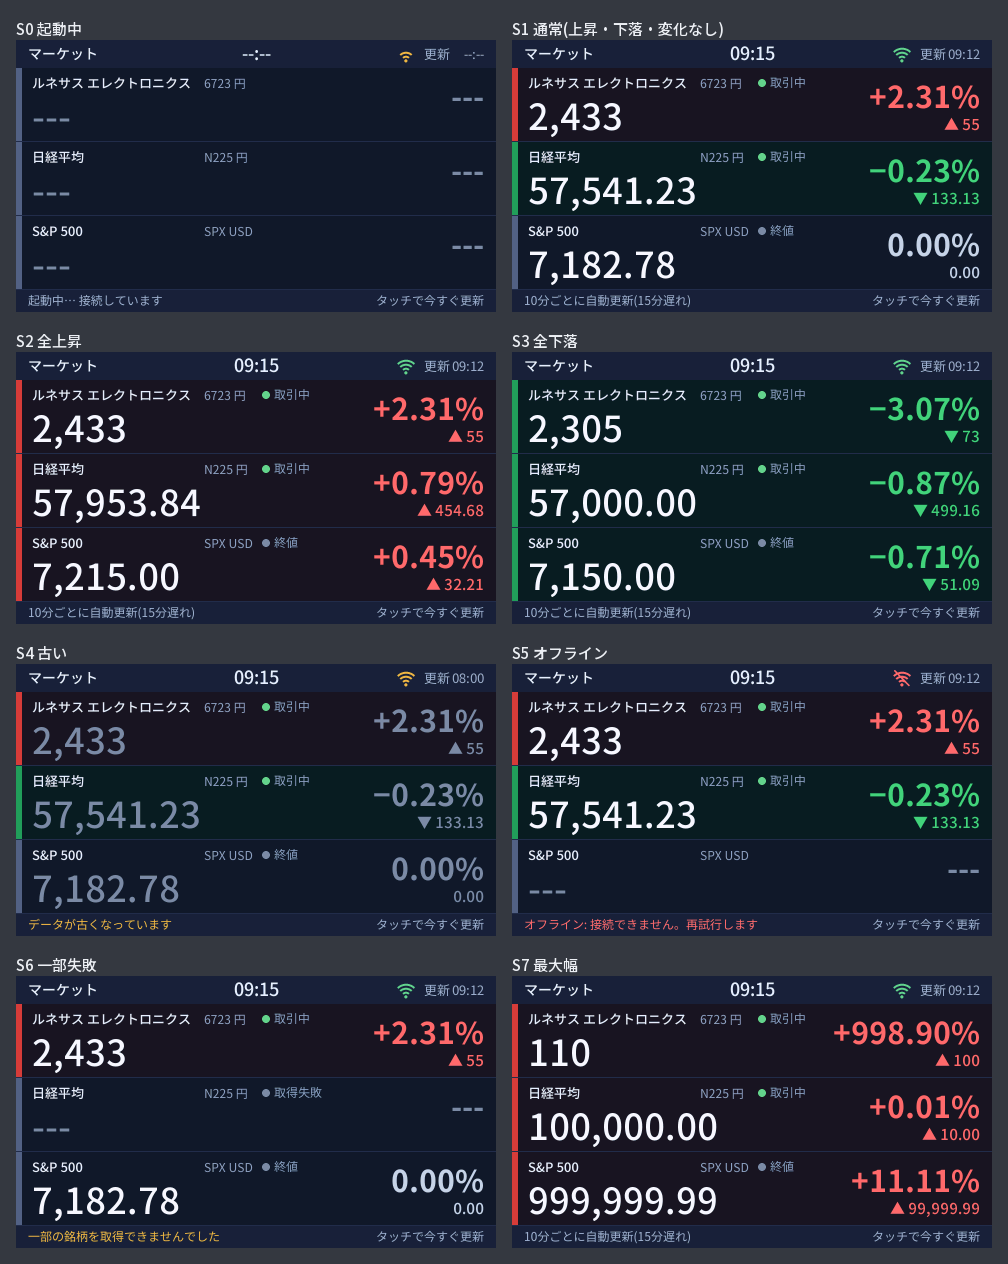 S0 起動中
マーケット --:-- 更新 --:--
ルネサス エレクトロニクス 6723 円
---
---
日経平均 N225 円
---
---
S&P 500 SPX USD
---
---
起動中… 接続しています タッチで今すぐ更新
S1 通常(上昇・下落・変化なし)
マーケット 09:15 更新 09:12
ルネサス エレクトロニクス 6723 円 ●取引中
2,433 +2.31%
▲55
日経平均 N225 円 ●取引中
57,541.23 −0.23%
▼133.13
S&P 500 SPX USD ●終値
7,182.78 0.00%
0.00
10分ごとに自動更新(15分遅れ) タッチで今すぐ更新
S2 全上昇
マーケット 09:15 更新 09:12
ルネサス エレクトロニクス 6723 円 ●取引中
2,433 +2.31%
▲55
日経平均 N225 円 ●取引中
57,953.84 +0.79%
▲454.68
S&P 500 SPX USD ●終値
7,215.00 +0.45%
▲32.21
10分ごとに自動更新(15分遅れ) タッチで今すぐ更新
S3 全下落
マーケット 09:15 更新 09:12
ルネサス エレクトロニクス 6723 円 ●取引中
2,305 −3.07%
▼73
日経平均 N225 円 ●取引中
57,000.00 −0.87%
▼499.16
S&P 500 SPX USD ●終値
7,150.00 −0.71%
▼51.09
10分ごとに自動更新(15分遅れ) タッチで今すぐ更新
S4 古い
マーケット 09:15 更新 08:00
ルネサス エレクトロニクス 6723 円 ●取引中
2,433 +2.31%
▲55
日経平均 N225 円 ●取引中
57,541.23 −0.23%
▼133.13
S&P 500 SPX USD ●終値
7,182.78 0.00%
0.00
データが古くなっています タッチで今すぐ更新
S5 オフライン
マーケット 09:15 更新 09:12
ルネサス エレクトロニクス 6723 円 ●取引中
2,433 +2.31%
▲55
日経平均 N225 円 ●取引中
57,541.23 −0.23%
▼133.13
S&P 500 SPX USD
---
---
オフライン: 接続できません。再試行します タッチで今すぐ更新
S6 一部失敗
マーケット 09:15 更新 09:12
ルネサス エレクトロニクス 6723 円 ●取引中
2,433 +2.31%
▲55
日経平均 N225 円 ●取得失敗
---
---
S&P 500 SPX USD ●終値
7,182.78 0.00%
0.00
一部の銘柄を取得できませんでした タッチで今すぐ更新
S7 最大幅
マーケット 09:15 更新 09:12
ルネサス エレクトロニクス 6723 円 ●取引中
110 +998.90%
▲100
日経平均 N225 円 ●取引中
100,000.00 +0.01%
▲10.00
S&P 500 SPX USD ●終値
999,999.99 +11.11%
▲99,999.99
10分ごとに自動更新(15分遅れ) タッチで今すぐ更新